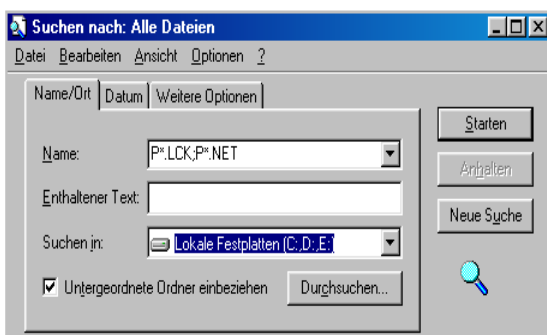 Suchen nach: Alle Dateien
Datei Bearbeiten Ansicht Optionen ?
Name/Ort Datum Weitere Optionen
Name: P*.LCK;P*.NET
Enthaltener Text:
Suchen in: Lokale Festplatten (C:,D:,E:)
Untergeordnete Ordner einbeziehen Durchsuchen...
Starten
Anhalten
Neue Suche